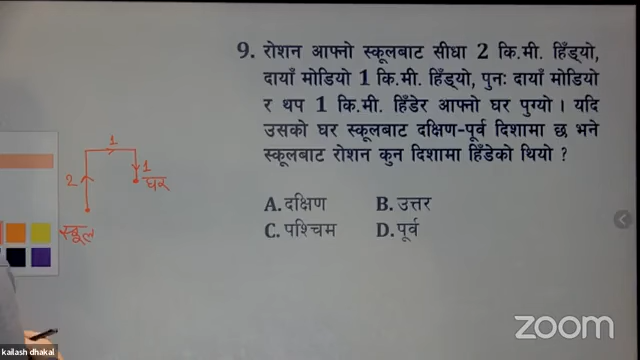 9. रोशन आफ्नो स्कूलबाट सीधा 2 कि.मी. हिँड्यो,
दायाँ मोडियो 1 कि.मी. हिँड्यो, पुनः दायाँ मोडियो
र थप 1 कि.मी. हिँडेर आफ्नो घर पुग्यो । यदि
उसको घर स्कूलबाट दक्षिण-पूर्व दिशामा छ भने
स्कूलबाट रोशन कुन दिशामा हिँडेको थियो ?
A. दक्षिण B. उत्तर
C. पश्चिम D. पूर्व
1
2
1
घर
स्कूल
zoom
kailash dhakal